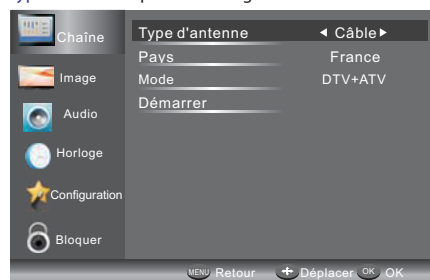 Chaîne
Image
Audio
Horloge
Configuration
Bloquer
Type d'antenne ◄ Câble►
Pays France
Mode DTV+ATV
Démarrer
MENU Retour Déplacer OK OK